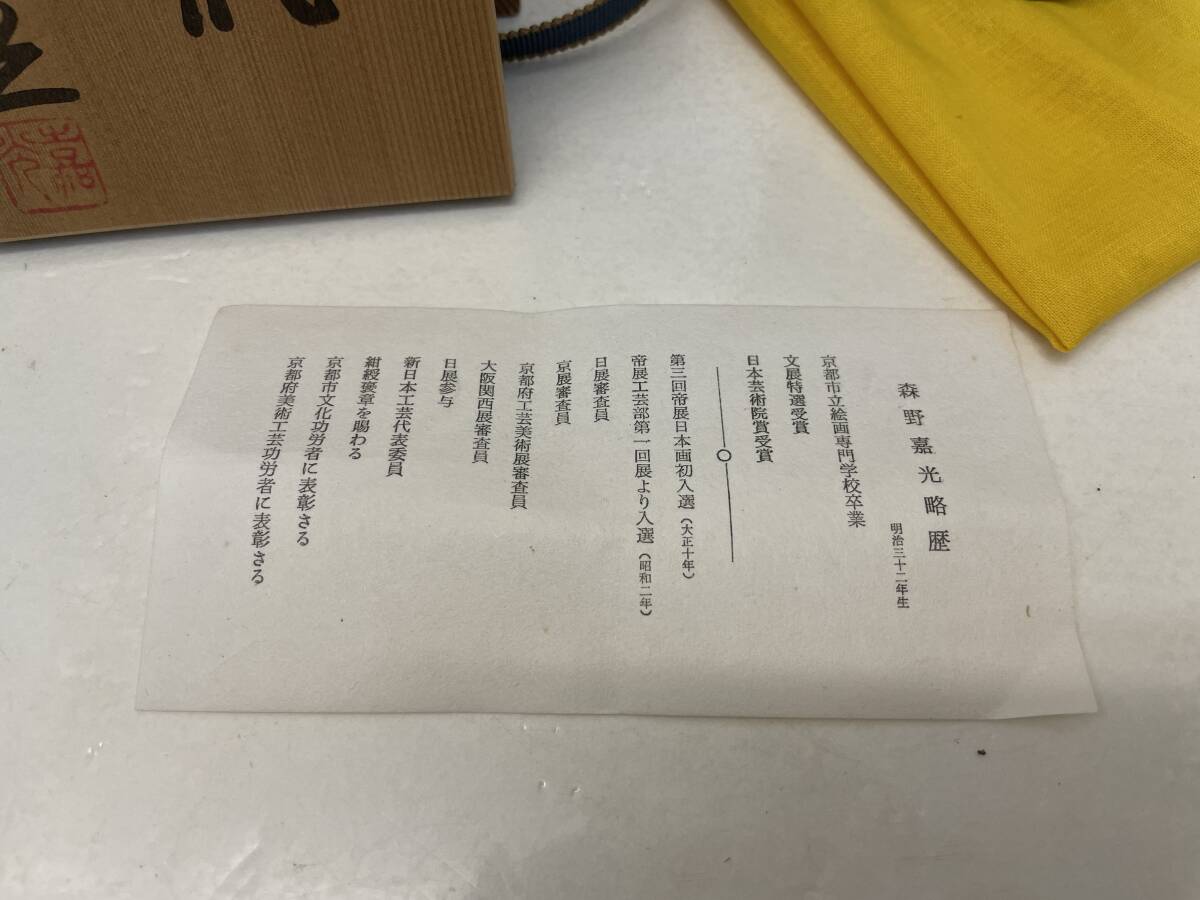 森野嘉光略歴
明治三十二年生
京都市立絵画専門学校卒業
文展特選受賞
日本芸術院賞受賞
第三回帝展日本画初入選（大正十年）
帝展工芸部第一回展より入選（昭和二年）
日展審査員
京展審査員
京都府工芸美術展審査員
大阪関西展審査員
日展参与
新日本工芸代表委員
紺綬褒章を賜わる
京都市文化功労者に表彰さる
京都府美術工芸功労者に表彰さる
嘉光